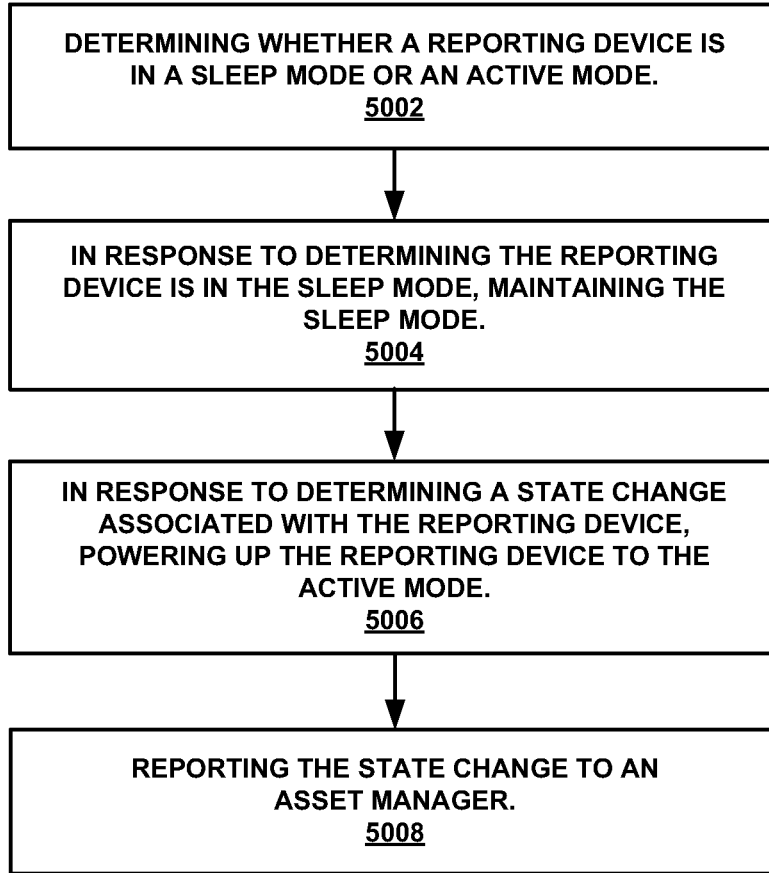 DETERMINING WHETHER A REPORTING DEVICE IS
IN A SLEEP MODE OR AN ACTIVE MODE.
5002
IN RESPONSE TO DETERMINING THE REPORTING
DEVICE IS IN THE SLEEP MODE, MAINTAINING THE
SLEEP MODE.
5004
IN RESPONSE TO DETERMINING A STATE CHANGE
ASSOCIATED WITH THE REPORTING DEVICE,
POWERING UP THE REPORTING DEVICE TO THE
ACTIVE MODE.
5006
REPORTING THE STATE CHANGE TO AN
ASSET MANAGER.
5008